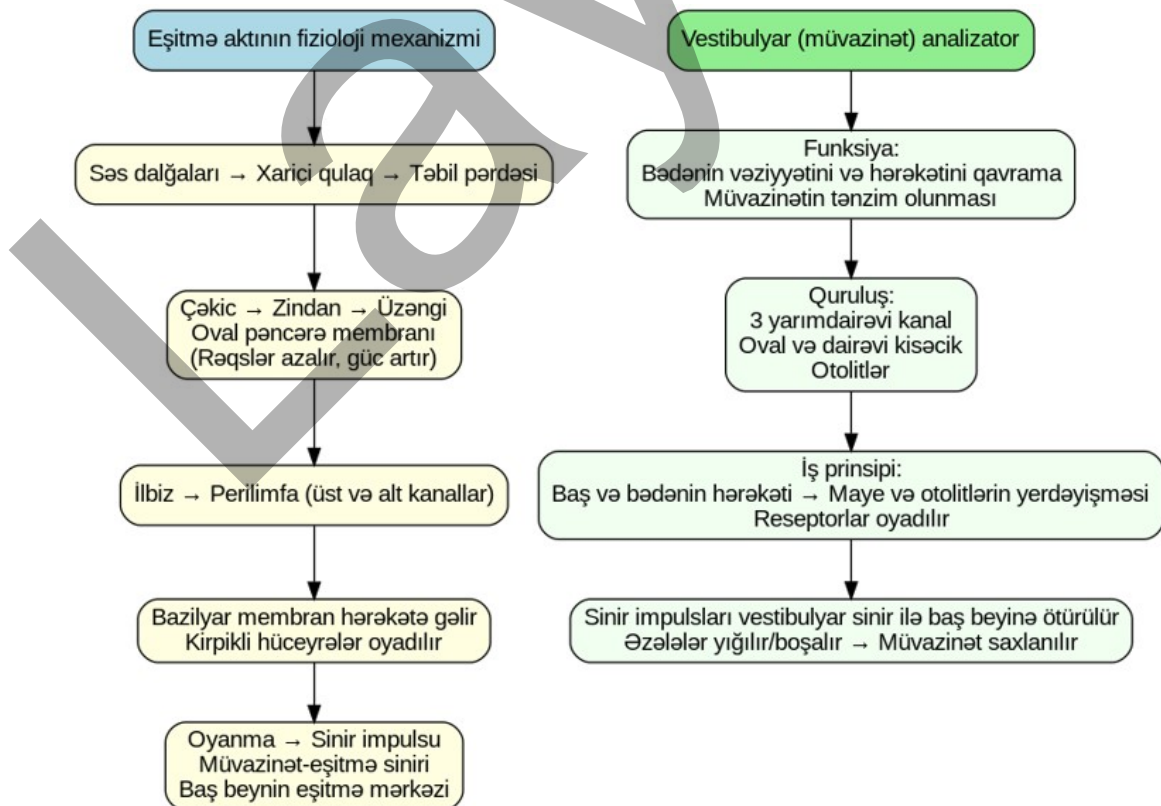 Eşitmə aktının fizioloji mexanizmi
Səs dalğaları → Xarici qulaq → Təbil pərdəsi
Çəkic → Zindan → Üzəngi
Oval pəncərə membranı
(Rəqslər azalır, güc artır)
İlbiz → Perilimfa (üst və alt kanallar)
Bazilyar membran hərəkətə gəlir
Kirpikli hüceyrələr oyadılır
Oyanma → Sinir impulsu
Müvazinət-eşitmə siniri
Baş beynin eşitmə mərkəzi
Vestibulyar (müvazinət) analizator
Funksiya:
Bədənin vəziyyətini və hərəkətini qavrama
Müvazinətin tənzim olunması
Quruluş:
3 yarımdairəvi kanal
Oval və dairəvi kisəcik
Otolitlər
İş prinsipi:
Baş və bədənin hərəkəti → Maye və otolitlərin yerdəyişməsi
Reseptorlar oyadılır
Sinir impulsları vestibulyar sinir ilə baş beyinə ötürülür
Əzələlər yığılır/boşalır → Müvazinət saxlanılır